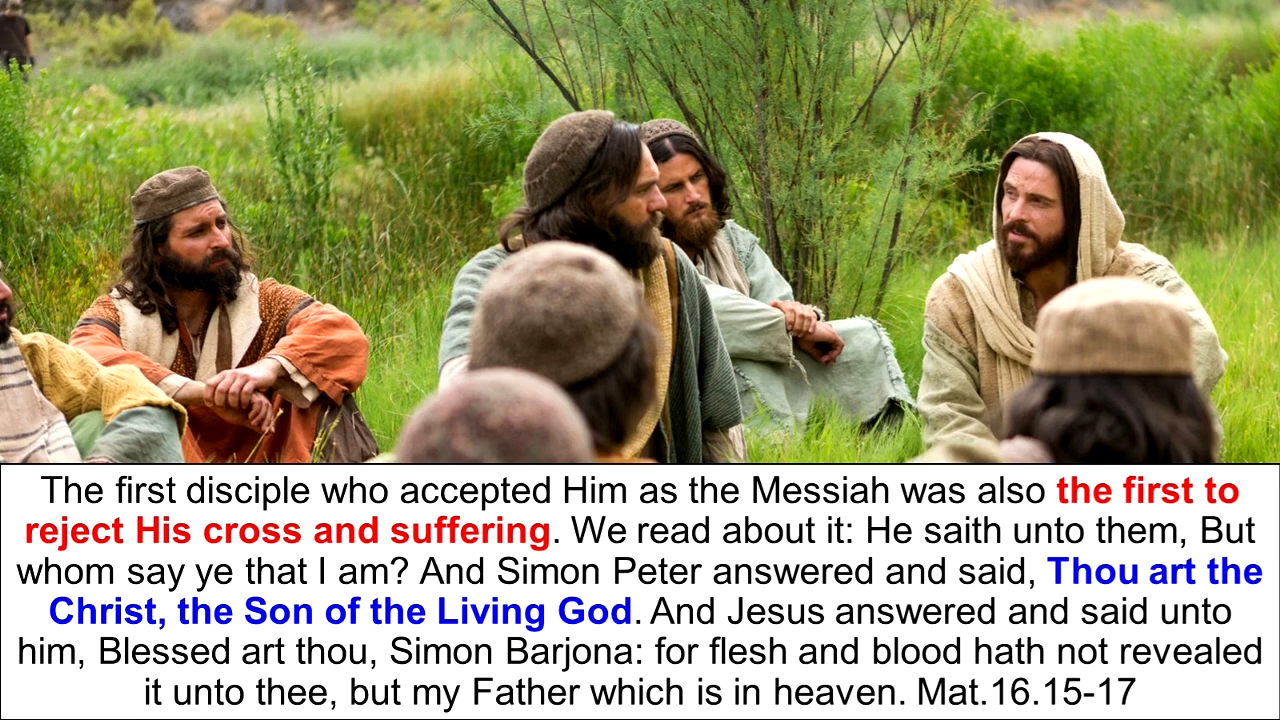 The first disciple who accepted Him as the Messiah was also the first to
reject His cross and suffering. We read about it: He saith unto them, But
whom say ye that I am? And Simon Peter answered and said, Thou art the
Christ, the Son of the Living God. And Jesus answered and said unto
him, Blessed art thou, Simon Barjona: for flesh and blood hath not revealed
it unto thee, but my Father which is in heaven. Mat.16.15-17